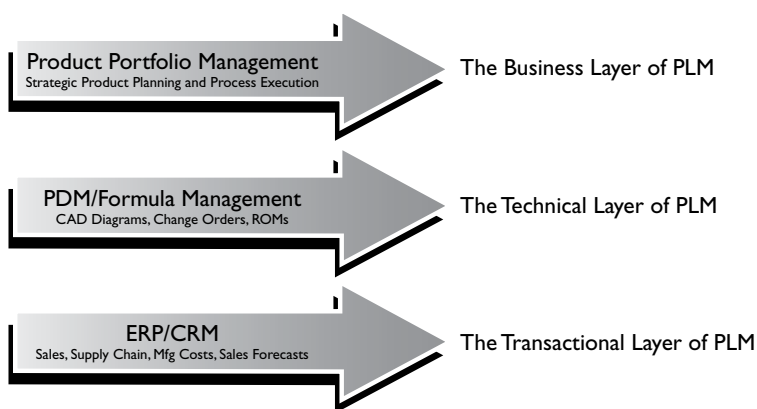 Product Portfolio Management
Strategic Product Planning and Process Execution
The Business Layer of PLM
PDM/Formula Management
CAD Diagrams, Change Orders, ROMs
The Technical Layer of PLM
ERP/CRM
Sales, Supply Chain, Mfg Costs, Sales Forecasts
The Transactional Layer of PLM